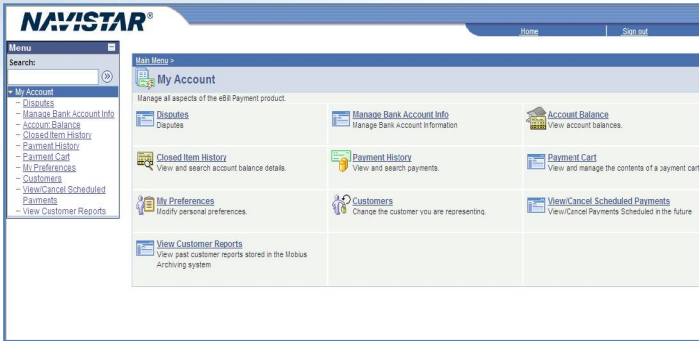 NAVISTAR®
Home
Sign out
Menu
Search:
My Account
Disputes
Manage Bank Account Info
Account Balance
Closed Item History
Payment History
Payment Cart
My Preferences
Customers
View/Cancel Scheduled
Payments
View Customer Reports
Main Menu >
My Account
Manage all aspects of the eBill Payment product.
Disputes
Disputes
Manage Bank Account Info
Manage Bank Account Information
Account Balance
View account balances.
Closed Item History
View and search account balance details.
Payment History
View and search payments.
Payment Cart
View and manage the contents of a payment cart
My Preferences
Modify personal preferences.
Customers
Change the customer you are representing.
View/Cancel Scheduled Payments
View/Cancel Payments Scheduled in the future
View Customer Reports
View past customer reports stored in the Mobius
Archiving system